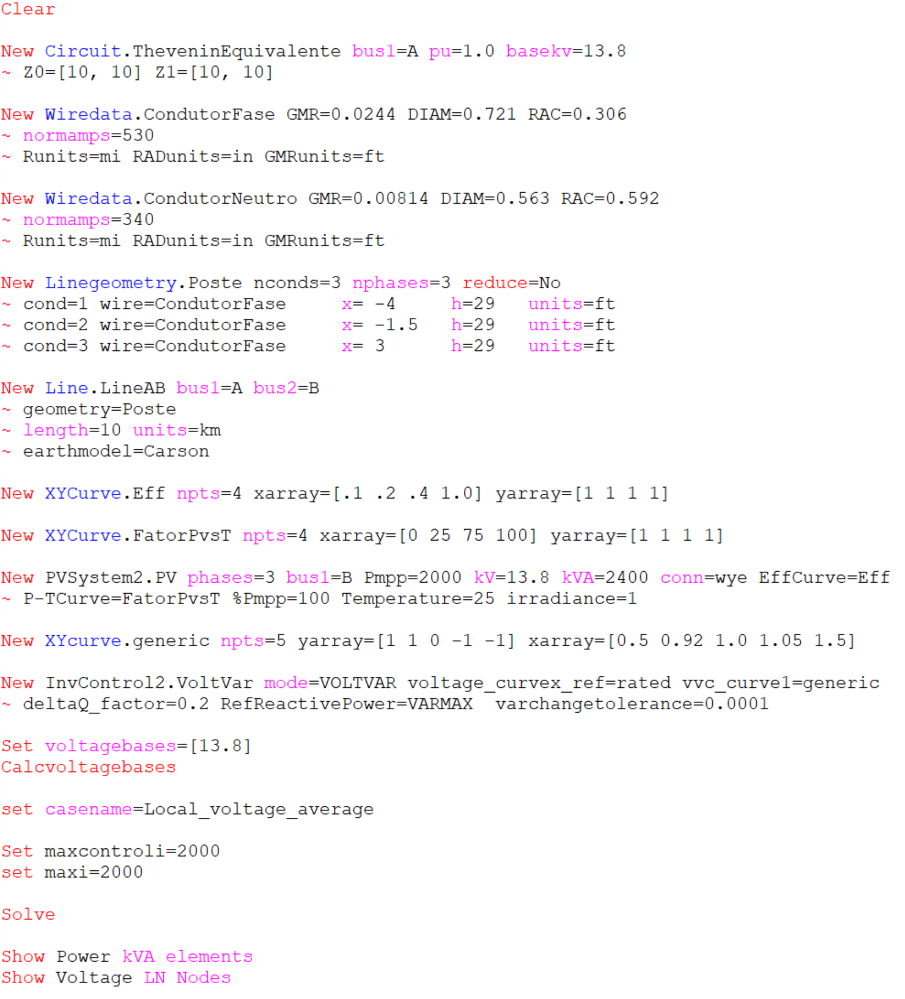 Clear
New Circuit.TheveninEquivalente bus1=A pu=1.0 basekv=13.8
~ Z0=[10, 10] Z1=[10, 10]
New Wiredata.CondutorFase GMR=0.0244 DIAM=0.721 RAC=0.306
~ normamps=530
~ Runits=mi RADunits=in GMRunits=ft
New Wiredata.CondutorNeutro GMR=0.00814 DIAM=0.563 RAC=0.592
~ normamps=340
~ Runits=mi RADunits=in GMRunits=ft
New Linegeometry.Poste nconds=3 nphases=3 reduce=No
~ cond=1 wire=CondutorFase     x= -4     h=29   units=ft
~ cond=2 wire=CondutorFase     x= -1.5   h=29   units=ft
~ cond=3 wire=CondutorFase     x= 3      h=29   units=ft
New Line.LineAB bus1=A bus2=B
~ geometry=Poste
~ length=10 units=km
~ earthmodel=Carson
New XYCurve.Eff npts=4 xarray=[.1 .2 .4 1.0] yarray=[1 1 1 1]
New XYCurve.FatorPvsT npts=4 xarray=[0 25 75 100] yarray=[1 1 1 1]
New PVSystem2.PV phases=3 bus1=B Pmpp=2000 kV=13.8 kVA=2400 conn=wye EffCurve=Eff
~ P-TCurve=FatorPvsT %Pmpp=100 Temperature=25 irradiance=1
New XYcurve.generic npts=5 yarray=[1 1 0 -1 -1] xarray=[0.5 0.92 1.0 1.05 1.5]
New InvControl2.VoltVar mode=VOLTVAR voltage_curvex_ref=rated vvc_curve1=generic
~ deltaQ_factor=0.2 RefReactivePower=VARMAX  varchangetolerance=0.0001
Set voltagebases=[13.8]
Calcvoltagebases
set casename=Local_voltage_average
Set maxcontroli=2000
set maxi=2000
Solve
Show Power kVA elements
Show Voltage LN Nodes